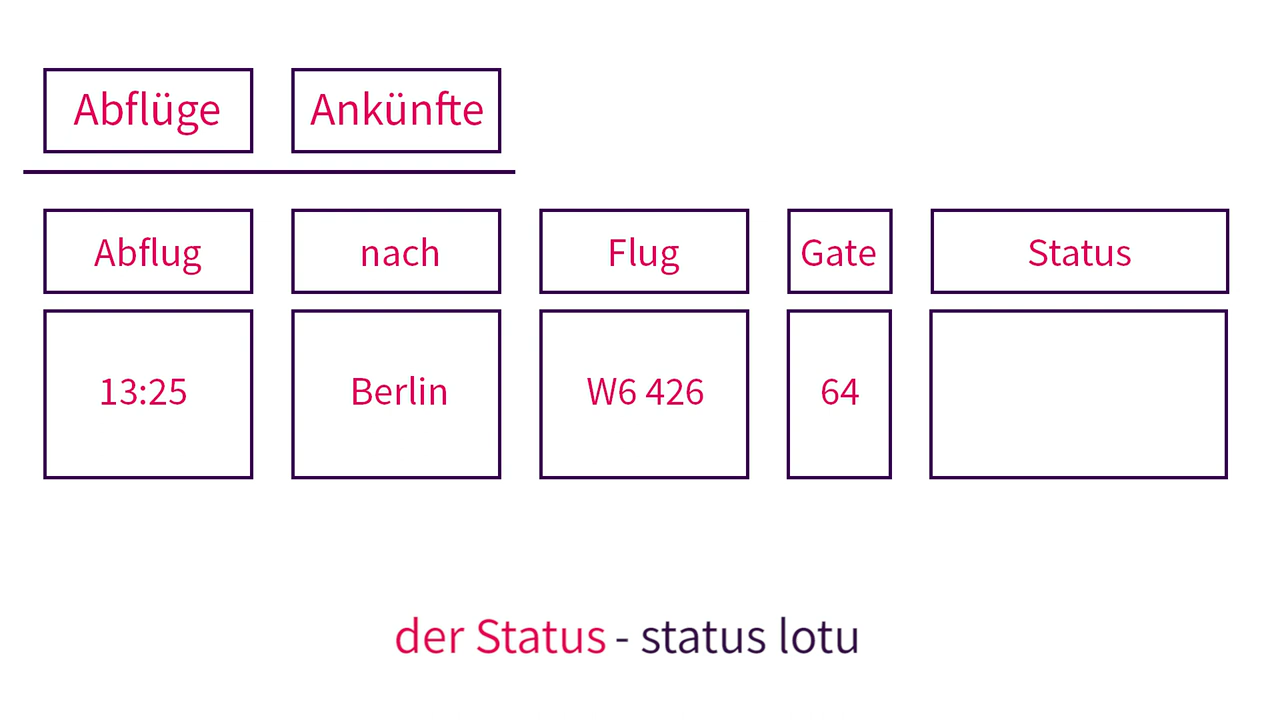 Abflüge Ankünfte
Abflug nach Flug Gate Status
13:25 Berlin W6 426 64
der Status - status lotu